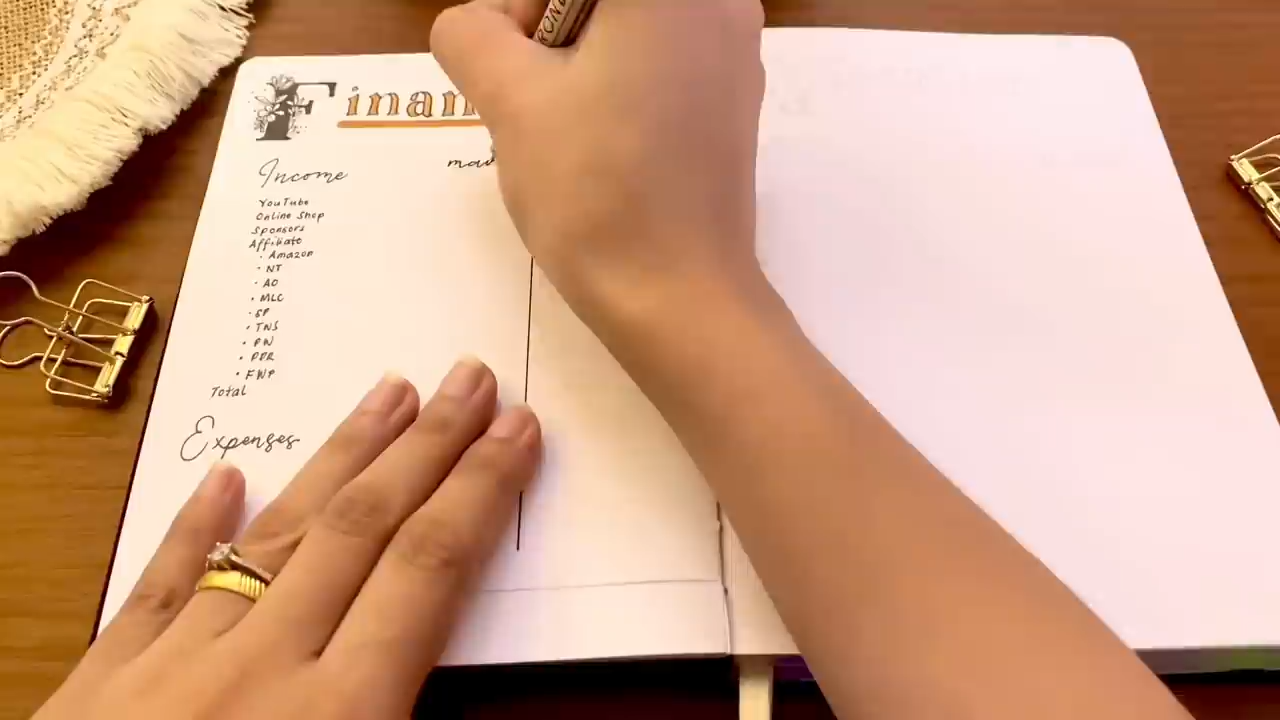 Finan
Income
YouTube
Online Shop
Sponsors
Affiliate
· Amazon
· NT
· AO
· MLC
· SP
· TNS
· PW
· PDR
· FWP
Total
Expenses